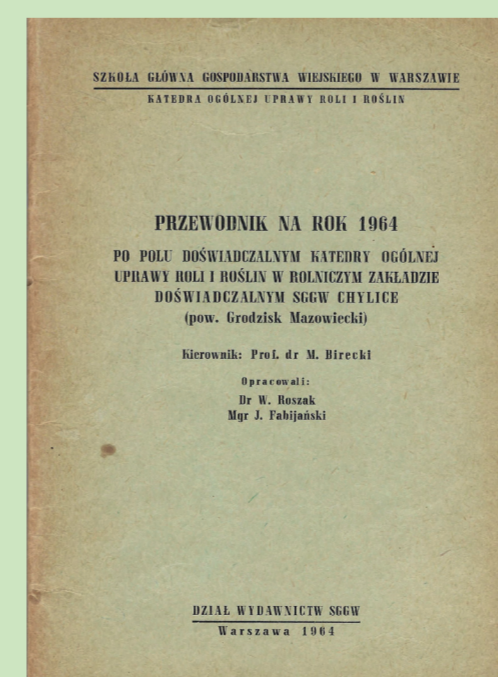 SZKOŁA GŁÓWNA GOSPODARSTWA WIEJSKIEGO W WARSZAWIE
KATEDRA OGÓLNEJ UPRAWY ROLI I ROŚLIN
PRZEWODNIK NA ROK 1964
PO POLU DOŚWIADCZALNYM KATEDRY OGÓLNEJ
UPRAWY ROLI I ROŚLIN W ROLNICZYM ZAKŁADZIE
DOŚWIADCZALNYM SGGW CHYLICE
(pow. Grodzisk Mazowiecki)
Kierownik: Prof. dr M. Birecki
Opracowali:
Dr W. Roszak
Mgr J. Fabijański
DZIAŁ WYDAWNICTW SGGW
Warszawa 1964